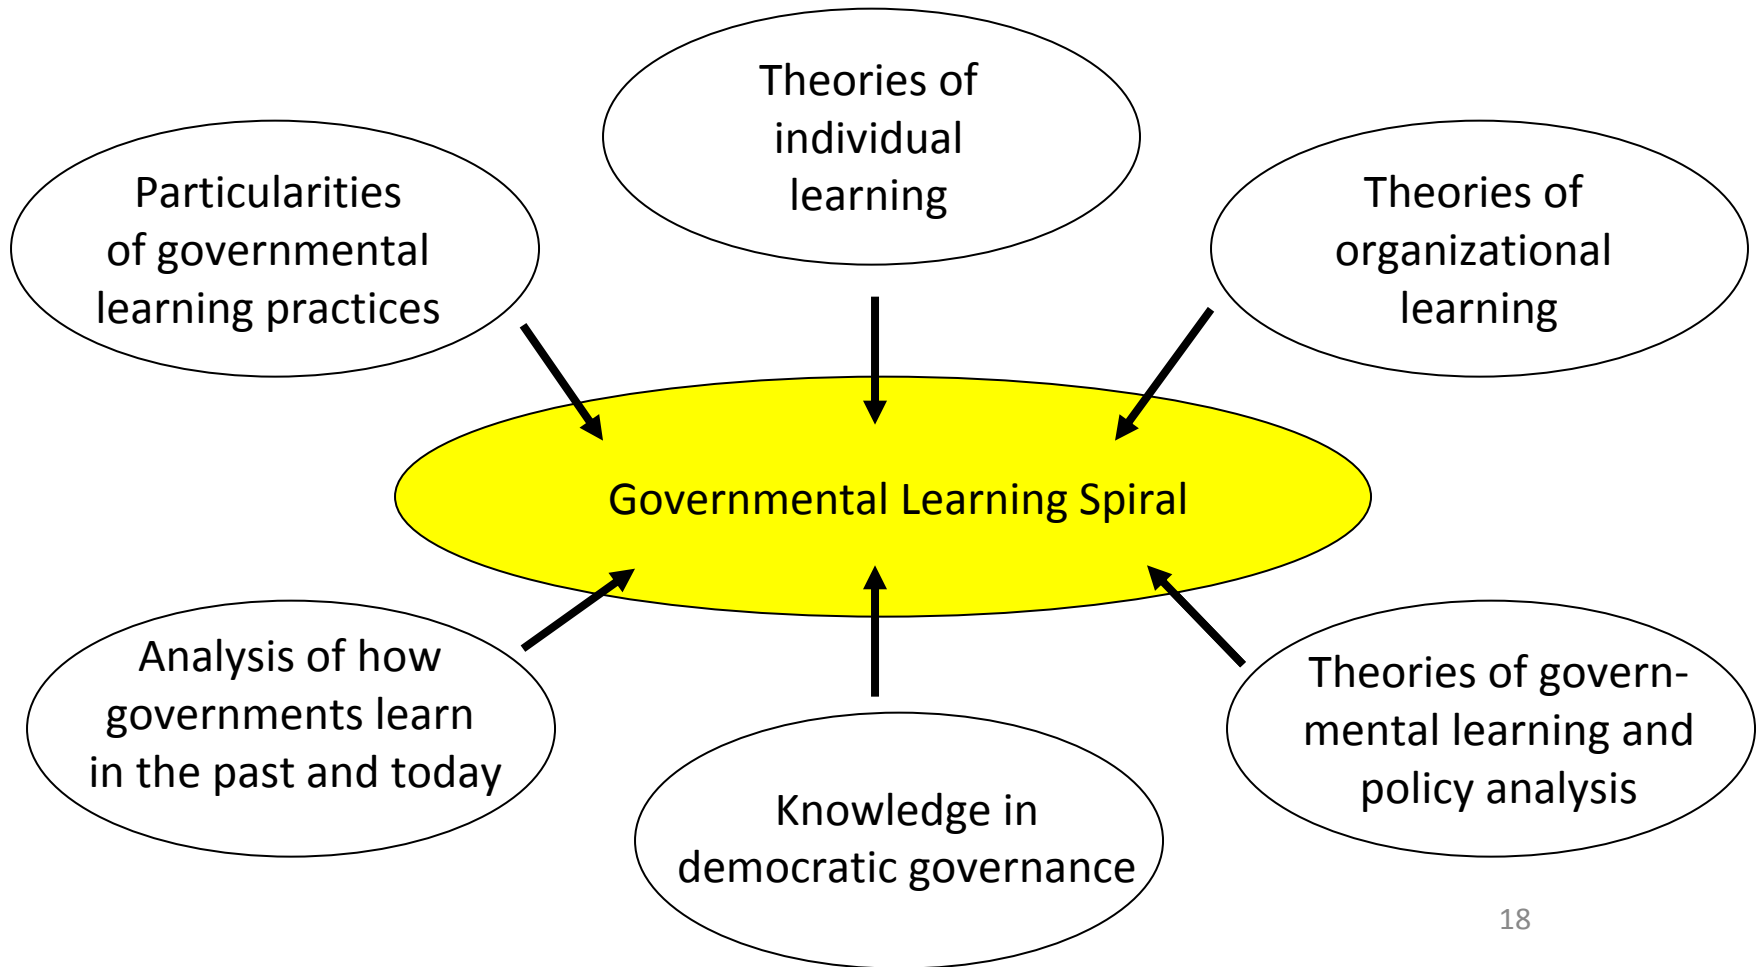 Theories of
individual
learning
Particularities
of governmental
learning practices
Theories of
organizational
learning
Governmental Learning Spiral
Analysis of how
governments learn
in the past and today
Knowledge in
democratic governance
Theories of govern-
mental learning and
policy analysis
18